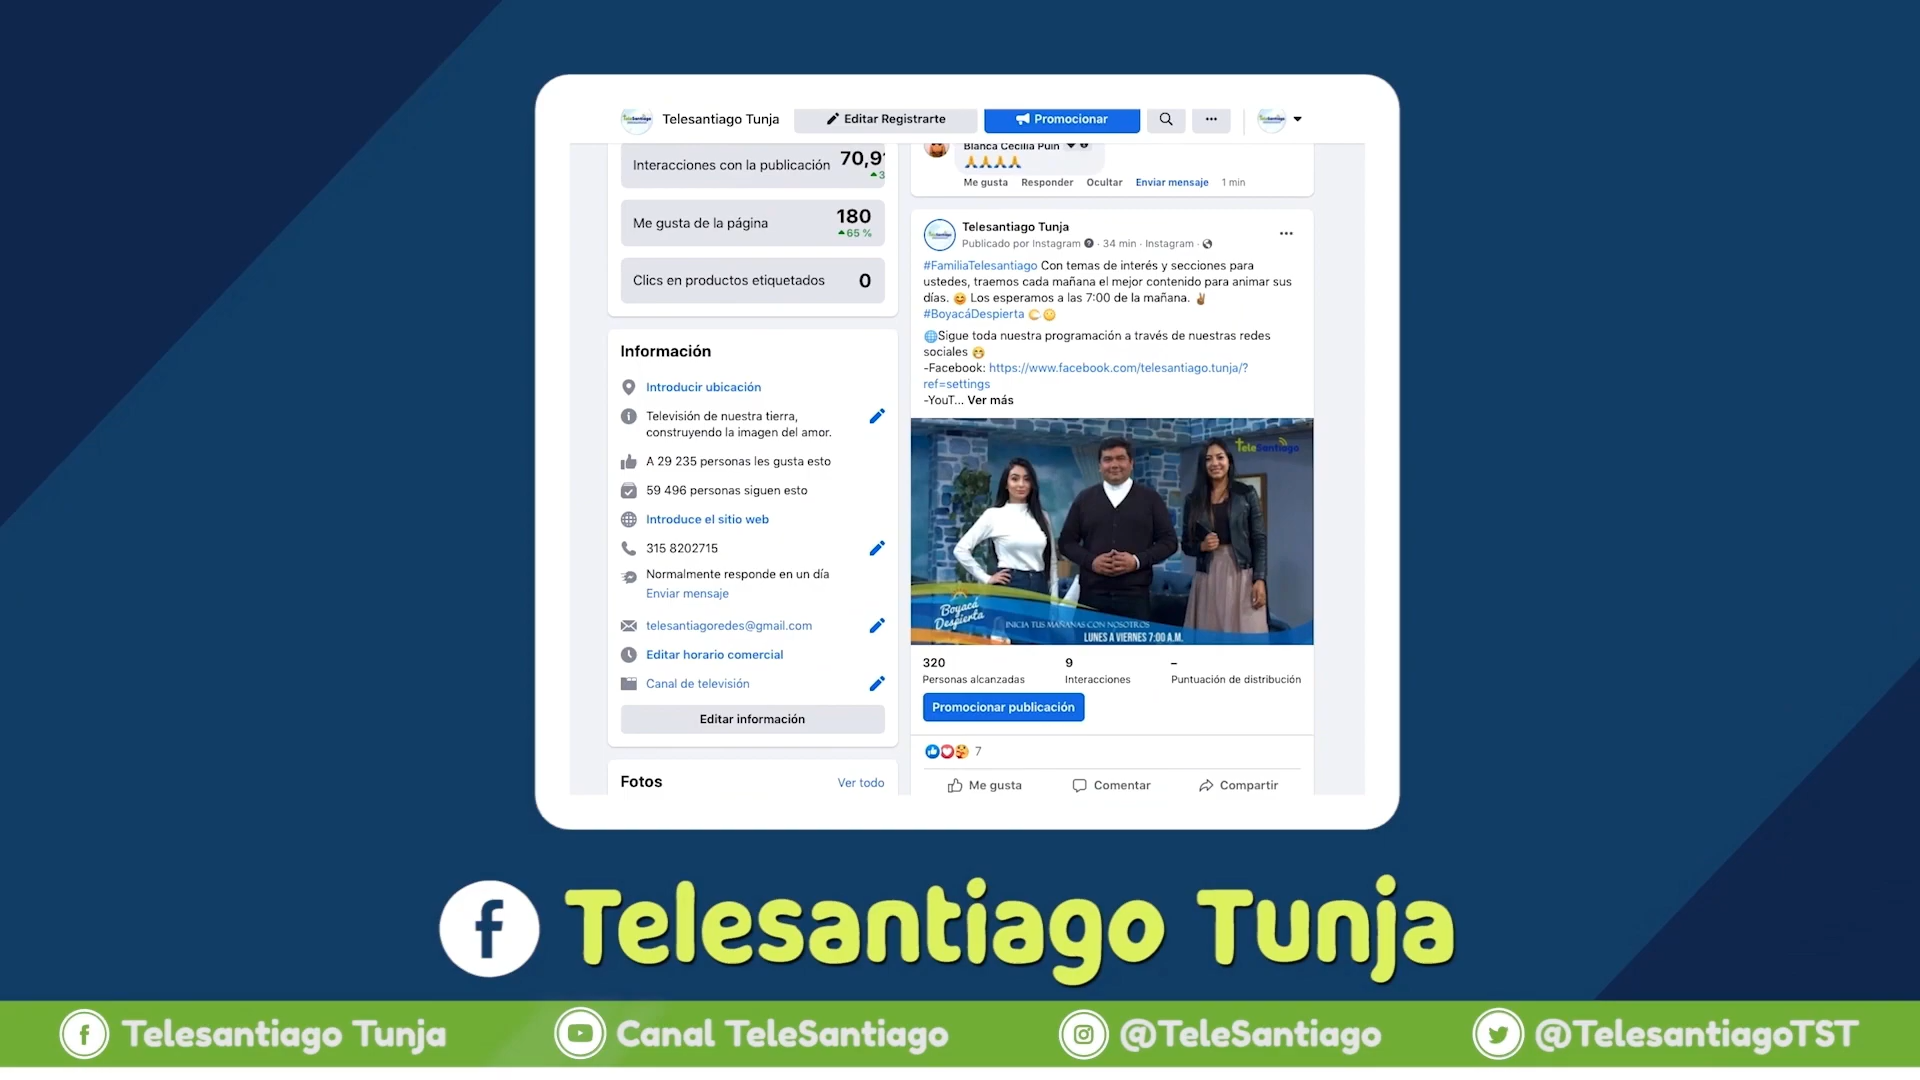 Telesantiago Tunja
Editar Registrarte
Promocionar
Interacciones con la publicación
70,9
3
Me gusta de la página
180
65 %
Clics en productos etiquetados
0
Información
Introducir ubicación
Televisión de nuestra tierra,
construyendo la imagen del amor.
A 29 235 personas les gusta esto
59 496 personas siguen esto
Introduce el sitio web
315 8202715
Normalmente responde en un día
Enviar mensaje
telesantiagoredes@gmail.com
Editar horario comercial
Canal de televisión
Editar información
Fotos
Ver todo
Blanca Cecilia Puin
🙏🙏🙏🙏
Me gusta Responder Ocultar Enviar mensaje 1 min
Telesantiago Tunja
Publicado por Instagram · 34 min · Instagram ·
#FamiliaTelesantiago Con temas de interés y secciones para
ustedes, traemos cada mañana el mejor contenido para animar sus
días. 😊 Los esperamos a las 7:00 de la mañana. ✌🏾
#BoyacáDespierta
🌐Sigue toda nuestra programación a través de nuestras redes
sociales 😁
-Facebook: https://www.facebook.com/telesantiago.tunja/?
ref=settings
-YouT... Ver más
TeleSantiago
Boyacá
Despierta
INICIA TUS MAÑANAS CON NOSOTROS
LUNES A VIERNES 7:00 A.M.
320
Personas alcanzadas
9
Interacciones
–
Puntuación de distribución
Promocionar publicación
7
Me gusta
Comentar
Compartir
f Telesantiago Tunja
f Telesantiago Tunja
Canal TeleSantiago
@TeleSantiago
@TelesantiagoTST